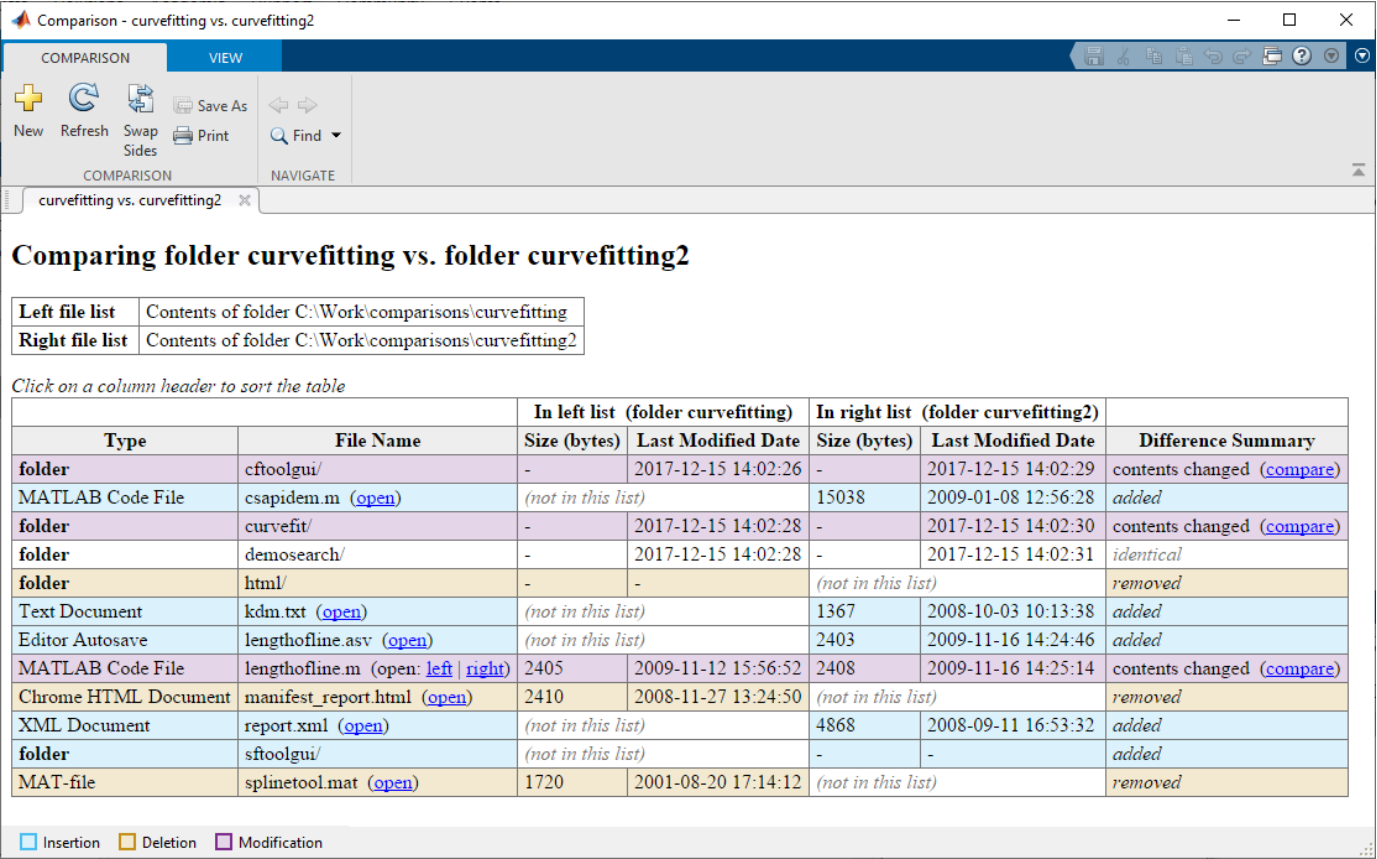 Comparison - curvefitting vs. curvefitting2
COMPARISON VIEW
New Refresh Swap Sides Save As Print Find
COMPARISON NAVIGATE
curvefitting vs. curvefitting2
Comparing folder curvefitting vs. folder curvefitting2
Left file list Contents of folder C:\Work\comparisons\curvefitting
Right file list Contents of folder C:\Work\comparisons\curvefitting2
Click on a column header to sort the table
In left list (folder curvefitting) In right list (folder curvefitting2)
Type File Name Size (bytes) Last Modified Date Size (bytes) Last Modified Date Difference Summary
folder cftoolgui/ - 2017-12-15 14:02:26 - 2017-12-15 14:02:29 contents changed (compare)
MATLAB Code File csapidem.m (open) (not in this list) 15038 2009-01-08 12:56:28 added
folder curvefit/ - 2017-12-15 14:02:28 - 2017-12-15 14:02:30 contents changed (compare)
folder demosearch/ - 2017-12-15 14:02:28 - 2017-12-15 14:02:31 identical
folder html/ - - (not in this list) removed
Text Document kdm.txt (open) (not in this list) 1367 2008-10-03 10:13:38 added
Editor Autosave lengthofline.asv (open) (not in this list) 2403 2009-11-16 14:24:46 added
MATLAB Code File lengthofline.m (open: left | right) 2405 2009-11-12 15:56:52 2408 2009-11-16 14:25:14 contents changed (compare)
Chrome HTML Document manifest_report.html (open) 2410 2008-11-27 13:24:50 (not in this list) removed
XML Document report.xml (open) (not in this list) 4868 2008-09-11 16:53:32 added
folder sftoolgui/ (not in this list) - - added
MAT-file splinetool.mat (open) 1720 2001-08-20 17:14:12 (not in this list) removed
Insertion Deletion Modification